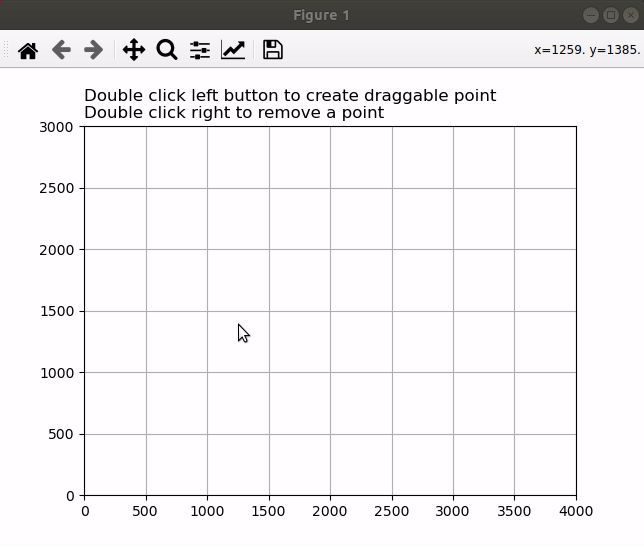 Figure 1
x=1259. y=1385.
Double click left button to create draggable point
Double click right to remove a point
3000
2500
2000
1500
1000
500
0
0 500 1000 1500 2000 2500 3000 3500 4000